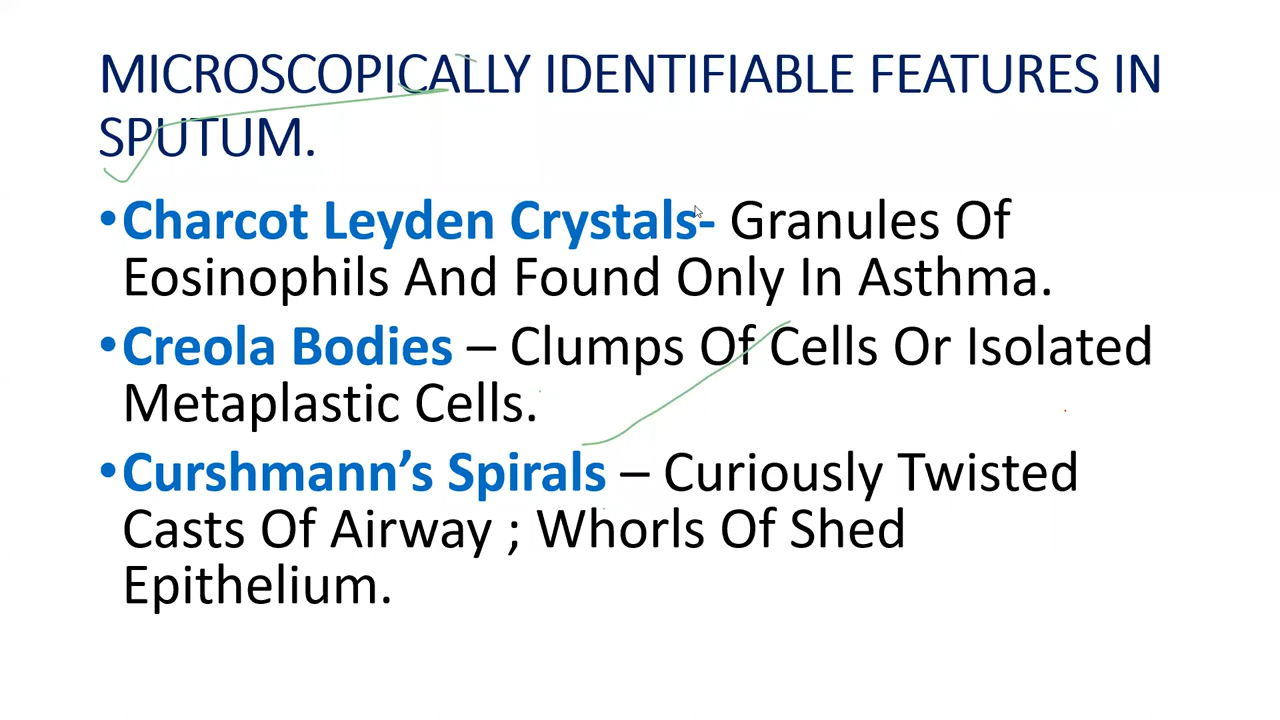 MICROSCOPICALLY IDENTIFIABLE FEATURES IN
SPUTUM.
•Charcot Leyden Crystals- Granules Of
Eosinophils And Found Only In Asthma.
•Creola Bodies – Clumps Of Cells Or Isolated
Metaplastic Cells.
•Curshmann’s Spirals – Curiously Twisted
Casts Of Airway ; Whorls Of Shed
Epithelium.